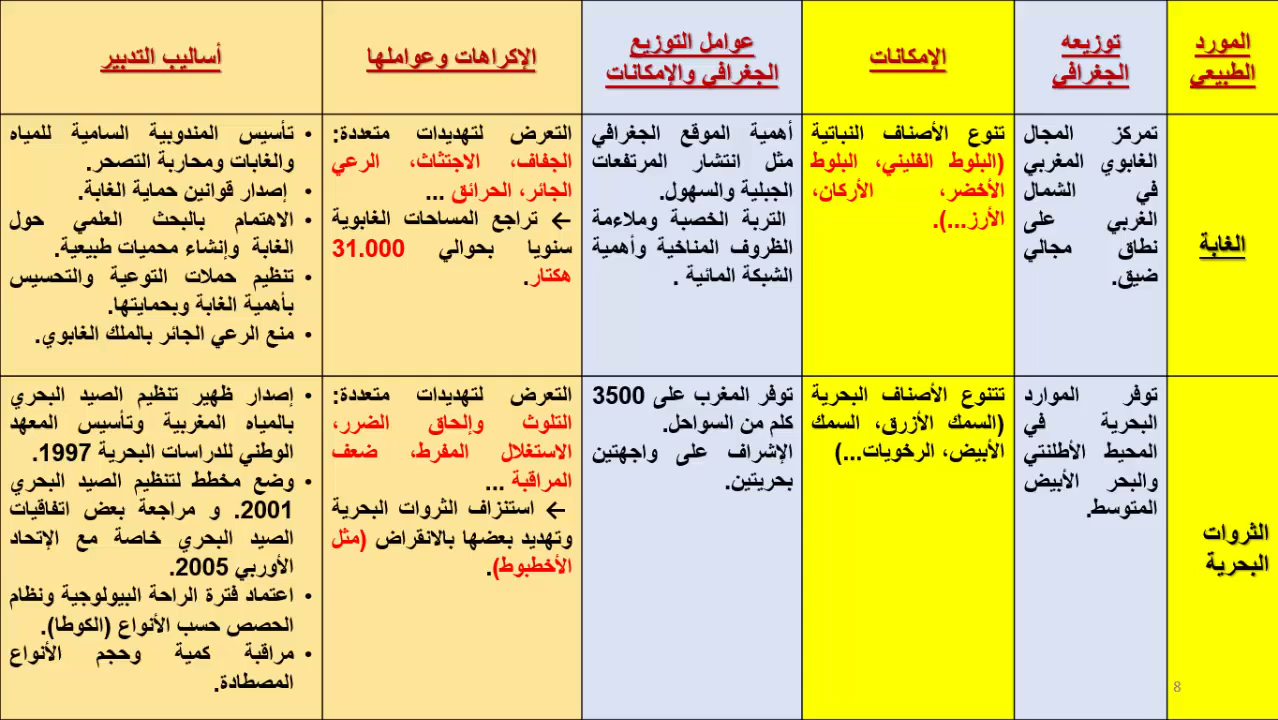 المورد
الطبيعي
توزيعه
الجغرافي
الإمكانات
عوامل التوزيع
الجغرافي والإمكانات
الإكراهات وعواملها
أساليب التدبير
الغابة
تمركز المجال
الغابوي المغربي
في الشمال
الغربي على
نطاق مجالي
ضيق.
تنوع الأصناف النباتية
(البلوط الفليني، البلوط
الأخضر، الأركان،
الأرز...).
أهمية الموقع الجغرافي
مثل انتشار المرتفعات
الجبلية والسهول.
التربة الخصبة وملاءمة
الظروف المناخية وأهمية
الشبكة المائية .
التعرض لتهديدات متعددة:
الجفاف، الاجتثاث، الرعي
الجائر، الحرائق ...
← تراجع المساحات الغابوية
سنويا بحوالي 31.000
هكتار.
• تأسيس المندوبية السامية للمياه
والغابات ومحاربة التصحر.
• إصدار قوانين حماية الغابة.
• الاهتمام بالبحث العلمي حول
الغابة وإنشاء محميات طبيعية.
• تنظيم حملات التوعية والتحسيس
بأهمية الغابة وبحمايتها.
• منع الرعي الجائر بالملك الغابوي.
الثروات
البحرية
توفر الموارد
البحرية في
المحيط الأطلنتي
والبحر الأبيض
المتوسط.
تتنوع الأصناف البحرية
(السمك الأزرق، السمك
الأبيض، الرخويات...)
توفر المغرب على 3500
كلم من السواحل.
الإشراف على واجهتين
بحريتين.
التعرض لتهديدات متعددة:
التلوث وإلحاق الضرر،
الاستغلال المفرط، ضعف
المراقبة ...
← استنزاف الثروات البحرية
وتهديد بعضها بالانقراض (مثل
الأخطبوط).
• إصدار ظهير تنظيم الصيد البحري
بالمياه المغربية وتأسيس المعهد
الوطني للدراسات البحرية 1997.
• وضع مخطط لتنظيم الصيد البحري
2001. و مراجعة بعض اتفاقيات
الصيد البحري خاصة مع الإتحاد
الأوربي 2005.
• اعتماد فترة الراحة البيولوجية ونظام
الحصص حسب الأنواع (الكوطا).
• مراقبة كمية وحجم الأنواع
المصطادة.
8